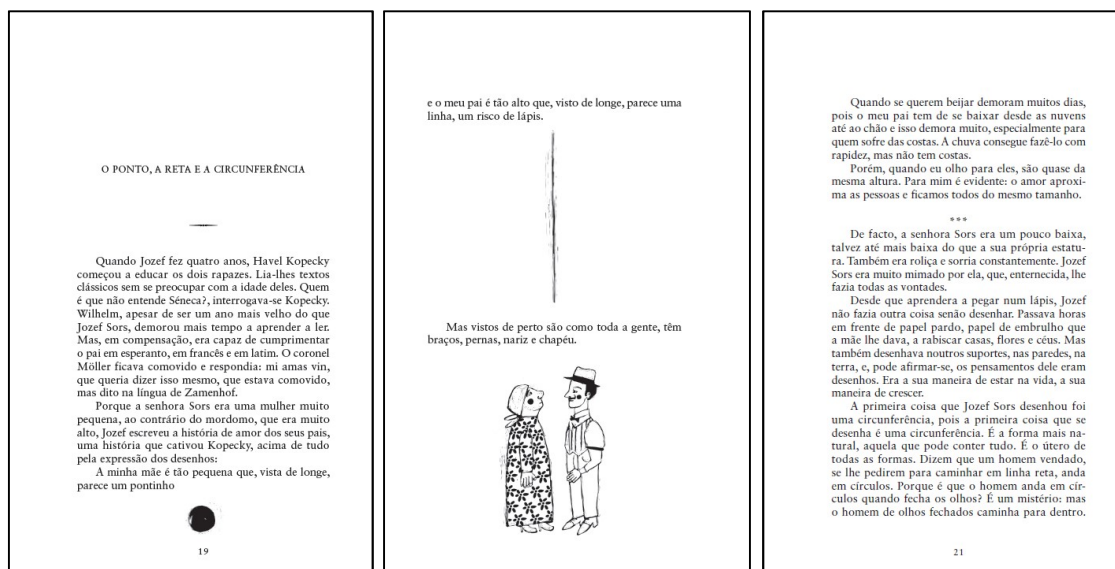 O PONTO, A RETA E A CIRCUNFERÊNCIA
Quando Jozef fez quatro anos, Havel Kopecky
começou a educar os dois rapazes. Lia-lhes textos
clássicos sem se preocupar com a idade deles. Quem
é que não entende Séneca?, interrogava-se Kopecky.
Wilhelm, apesar de ser um ano mais velho do que
Jozef Sors, demorou mais tempo a aprender a ler.
Mas, em compensação, era capaz de cumprimentar
o pai em esperanto, em francês e em latim. O coronel
Möller ficava comovido e respondia: mi amas vin,
que queria dizer isso mesmo, que estava comovido,
mas dito na língua de Zamenhof.
Porque a senhora Sors era uma mulher muito
pequena, ao contrário do mordomo, que era muito
alto, Jozef escreveu a história de amor dos seus pais,
uma história que cativou Kopecky, acima de tudo
pela expressão dos desenhos:
A minha mãe é tão pequena que, vista de longe,
parece um pontinho
19
e o meu pai é tão alto que, visto de longe, parece uma
linha, um risco de lápis.
Mas vistos de perto são como toda a gente, têm
braços, pernas, nariz e chapéu.
Quando se querem beijar demoram muitos dias,
pois o meu pai tem de se baixar desde as nuvens
até ao chão e isso demora muito, especialmente para
quem sofre das costas. A chuva consegue fazê-lo com
rapidez, mas não tem costas.
Porém, quando eu olho para eles, são quase da
mesma altura. Para mim é evidente: o amor aproxi-
ma as pessoas e ficamos todos do mesmo tamanho.
***
De facto, a senhora Sors era um pouco baixa,
talvez até mais baixa do que a sua própria estatu-
ra. Também era roliça e sorria constantemente. Jozef
Sors era muito mimado por ela, que, enternecida, lhe
fazia todas as vontades.
Desde que aprendera a pegar num lápis, Jozef
não fazia outra coisa senão desenhar. Passava horas
em frente de papel pardo, papel de embrulho que
a mãe lhe dava, a rabiscar casas, flores e céus. Mas
também desenhava noutros suportes, nas paredes, na
terra, e, pode afirmar-se, os pensamentos dele eram
desenhos. Era a sua maneira de estar na vida, a sua
maneira de crescer.
A primeira coisa que Jozef Sors desenhou foi
uma circunferência, pois a primeira coisa que se
desenha é uma circunferência. É a forma mais na-
tural, aquela que pode conter tudo. É o útero de
todas as formas. Dizem que um homem vendado,
se lhe pedirem para caminhar em linha reta, anda
em círculos. Porque é que o homem anda em cír-
culos quando fecha os olhos? É um mistério: mas
o homem de olhos fechados caminha para dentro.
21